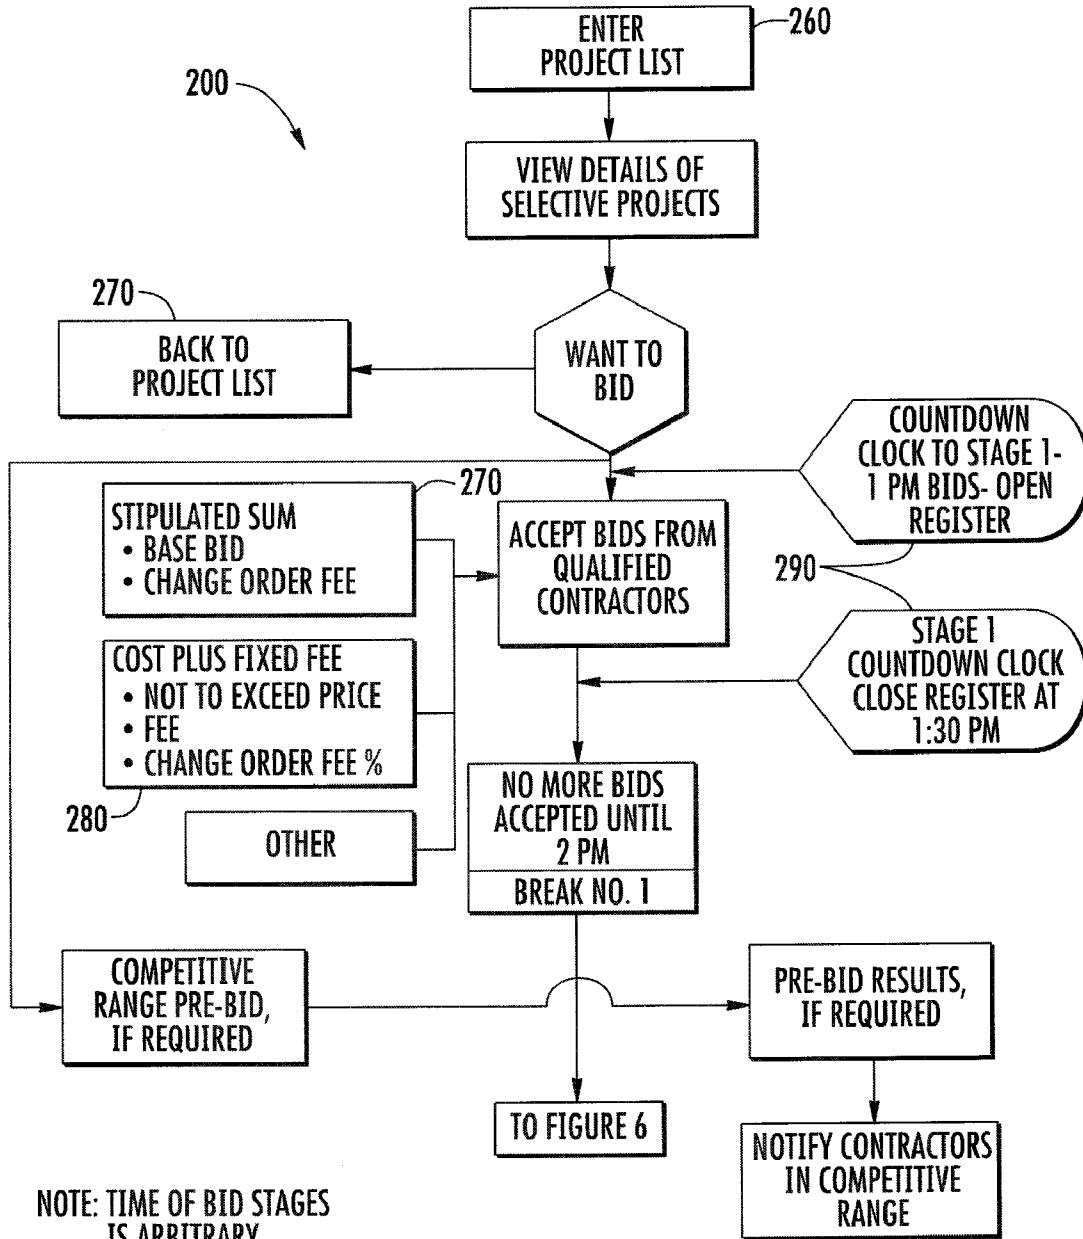 ENTER
PROJECT LIST
260
200
VIEW DETAILS OF
SELECTIVE PROJECTS
270
BACK TO
PROJECT LIST
WANT TO
BID
COUNTDOWN
CLOCK TO STAGE 1-
1 PM BIDS- OPEN
REGISTER
270
STIPULATED SUM
• BASE BID
• CHANGE ORDER FEE
ACCEPT BIDS FROM
QUALIFIED
CONTRACTORS
290
COST PLUS FIXED FEE
• NOT TO EXCEED PRICE
• FEE
• CHANGE ORDER FEE %
280
STAGE 1
COUNTDOWN CLOCK
CLOSE REGISTER AT
1:30 PM
OTHER
NO MORE BIDS
ACCEPTED UNTIL
2 PM
BREAK NO. 1
COMPETITIVE
RANGE PRE-BID,
IF REQUIRED
PRE-BID RESULTS,
IF REQUIRED
TO FIGURE 6
NOTIFY CONTRACTORS
IN COMPETITIVE
RANGE
NOTE: TIME OF BID STAGES
IS ARBITRARY